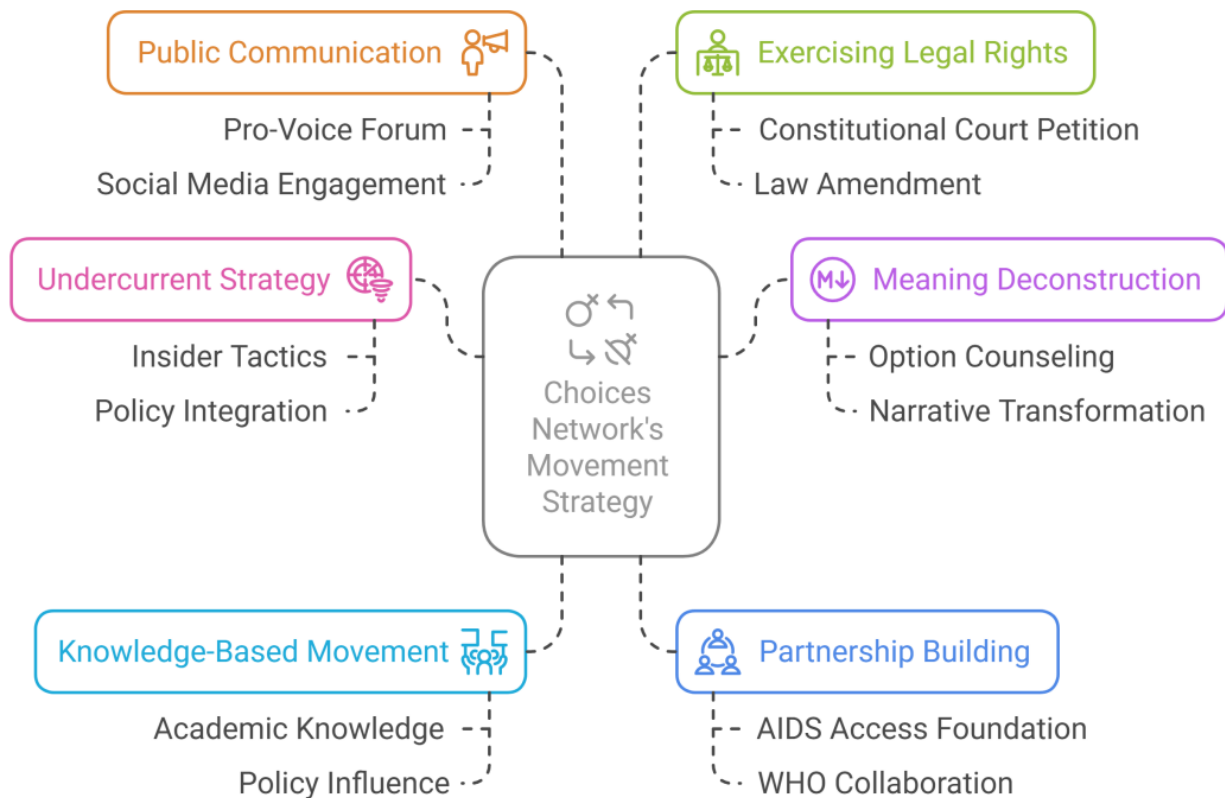 Public Communication
Pro-Voice Forum
Social Media Engagement
Exercising Legal Rights
Constitutional Court Petition
Law Amendment
Undercurrent Strategy
Insider Tactics
Policy Integration
M↓
Meaning Deconstruction
Option Counseling
Narrative Transformation
Choices
Network's
Movement
Strategy
Knowledge-Based Movement
Academic Knowledge
Policy Influence
Partnership Building
AIDS Access Foundation
WHO Collaboration